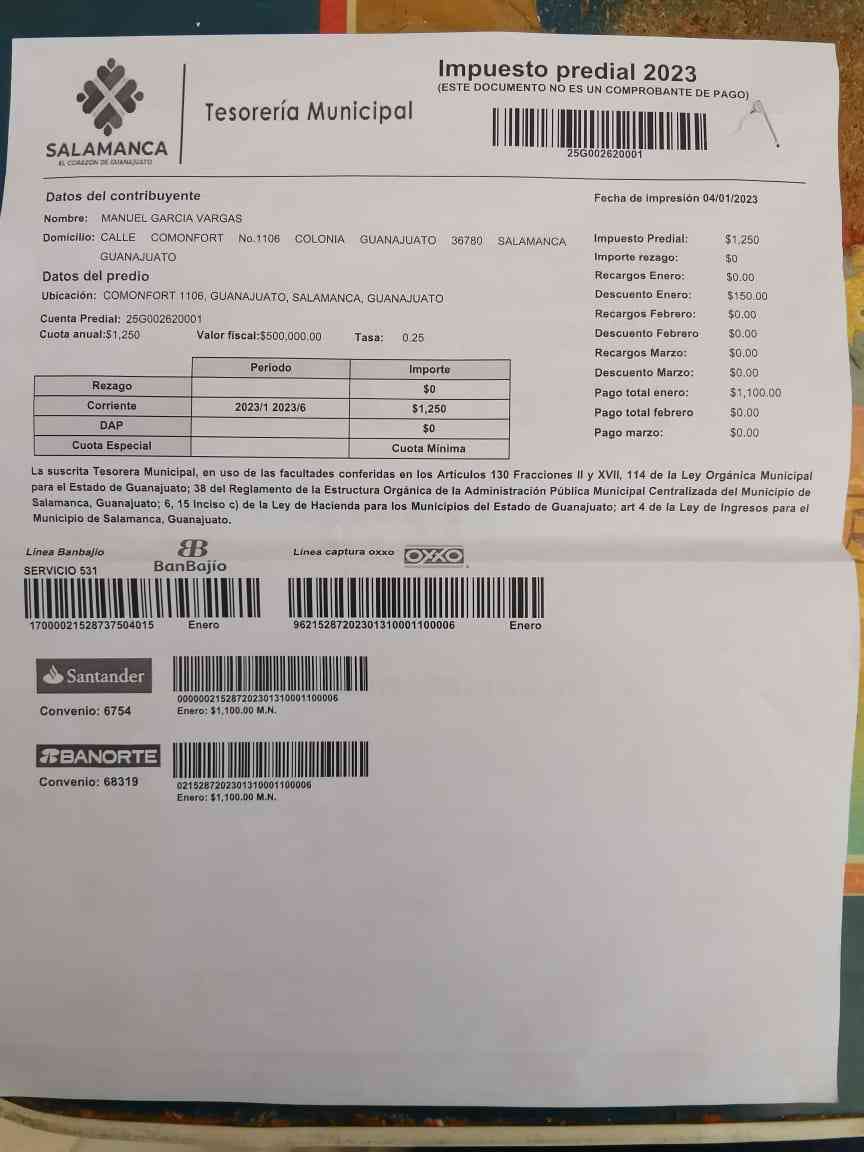 SALAMANCA
EL CORAZÓN DE GUANAJUATO
Tesorería Municipal
Impuesto predial 2023
(ESTE DOCUMENTO NO ES UN COMPROBANTE DE PAGO)
25G002620001
Datos del contribuyente
Fecha de impresión 04/01/2023
Nombre: MANUEL GARCIA VARGAS
Domicilio: CALLE COMONFORT No.1106 COLONIA GUANAJUATO 36780 SALAMANCA
GUANAJUATO
Datos del predio
Ubicación: COMONFORT 1106, GUANAJUATO, SALAMANCA, GUANAJUATO
Cuenta Predial: 25G002620001
Cuota anual:$1,250 Valor fiscal:$500,000.00 Tasa: 0.25
Impuesto Predial: $1,250
Importe rezago: $0
Recargos Enero: $0.00
Descuento Enero: $150.00
Recargos Febrero: $0.00
Descuento Febrero $0.00
Recargos Marzo: $0.00
Descuento Marzo: $0.00
Pago total enero: $1,100.00
Pago total febrero $0.00
Pago marzo: $0.00
Periodo Importe
Rezago $0
Corriente 2023/1 2023/6 $1,250
DAP $0
Cuota Especial Cuota Mínima
La suscrita Tesorera Municipal, en uso de las facultades conferidas en los Artículos 130 Fracciones II y XVII, 114 de la Ley Orgánica Municipal
para el Estado de Guanajuato; 38 del Reglamento de la Estructura Orgánica de la Administración Pública Municipal Centralizada del Municipio de
Salamanca, Guanajuato; 6, 15 Inciso c) de la Ley de Hacienda para los Municipios del Estado de Guanajuato; art 4 de la Ley de Ingresos para el
Municipio de Salamanca, Guanajuato.
Línea Banbajío BanBajío Línea captura oxxo OXXO
SERVICIO 531
17000021528737504015 Enero
96215287202301310001100006 Enero
Santander
Convenio: 6754
000000215287202301310001100006
Enero: $1,100.00 M.N.
BANORTE
Convenio: 68319
0215287202301310001100006
Enero: $1,100.00 M.N.